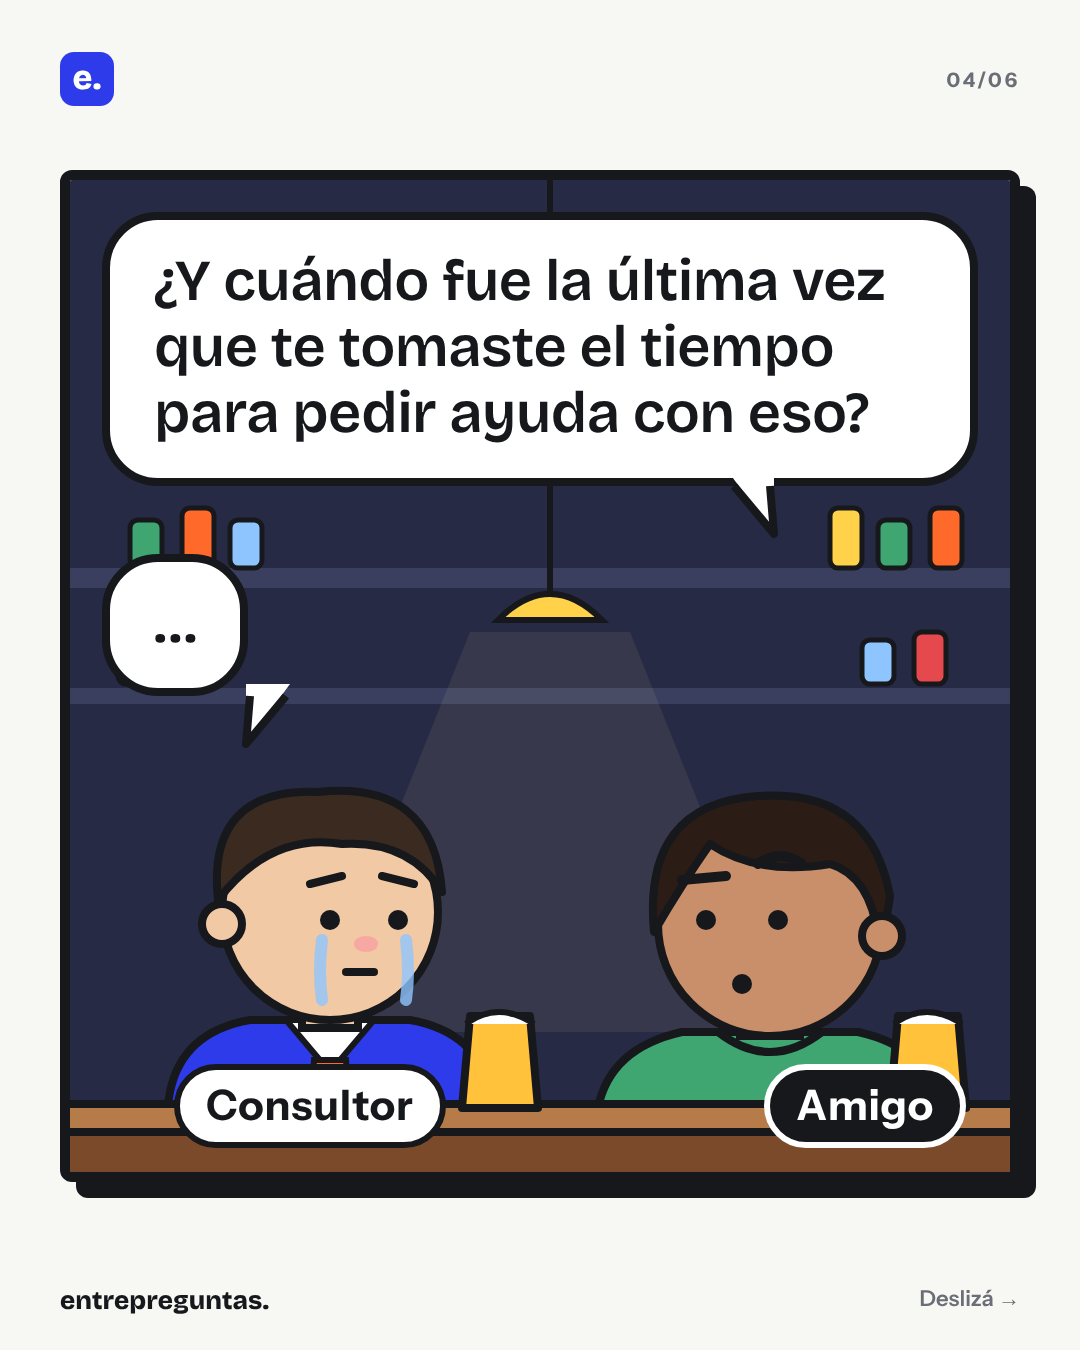 e.
04/06
¿Y cuándo fue la última vez
que te tomaste el tiempo
para pedir ayuda con eso?
...
Consultor
Amigo
entrepreguntas.
Deslizá →